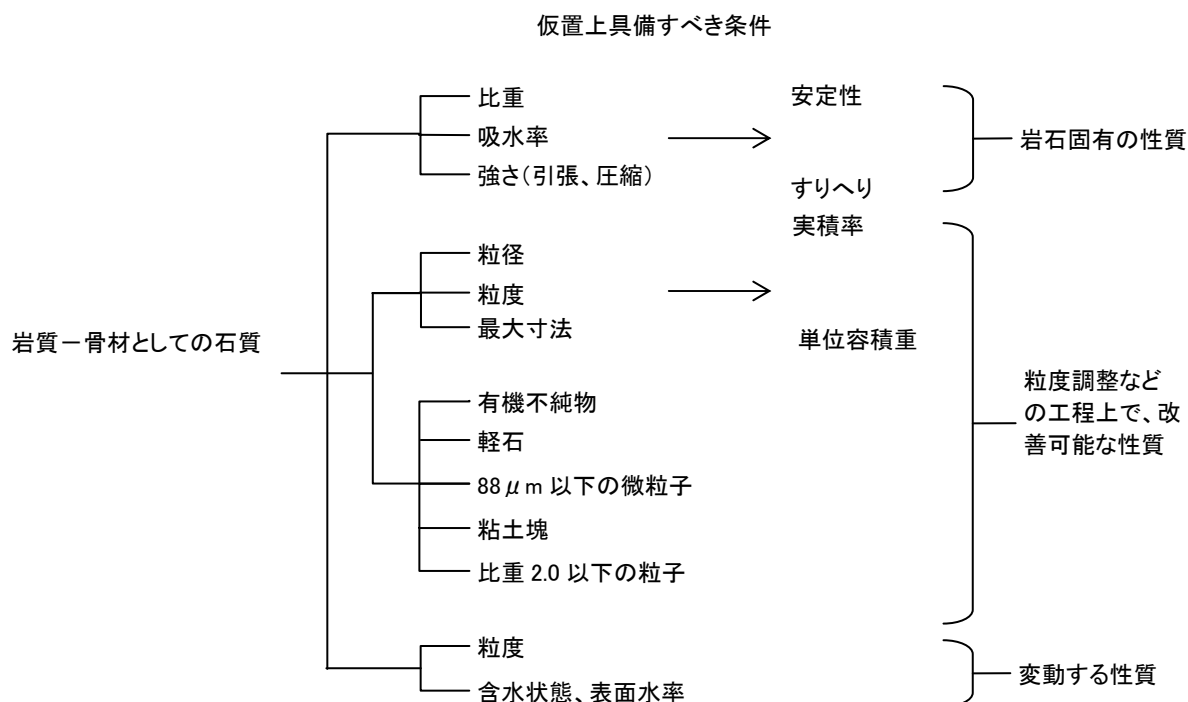 仮置上具備すべき条件
比重
吸水率
強さ(引張、圧縮)
安定性
すりへり
岩石固有の性質
実積率
粒径
粒度
最大寸法
単位容積重
岩質－骨材としての石質
有機不純物
軽石
88μm以下の微粒子
粘土塊
比重2.0以下の粒子
粒度調整など
の工程上で、改
善可能な性質
粒度
含水状態、表面水率
変動する性質